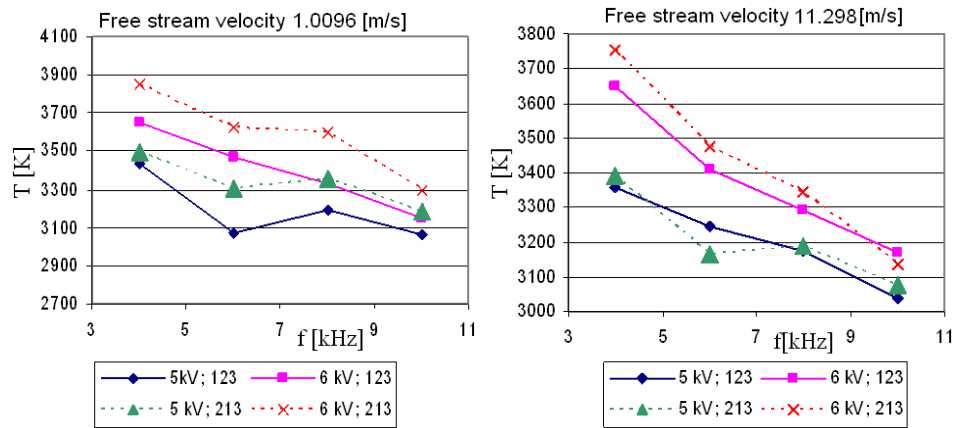 Free stream velocity 1.0096 [m/s]
4100
3900
3700
3500
3300
3100
2900
2700
T [K]
3 5 7 9 11
f [kHz]
5kV; 123 6 kV; 123
5 kV; 213 6 kV; 213
Free stream velocity 11.298 [m/s]
3800
3700
3600
3500
3400
3300
3200
3100
3000
T [K]
3 5 7 9 11
f[kHz]
5 kV; 123 6 kV; 123
5 kV; 213 6 kV; 213